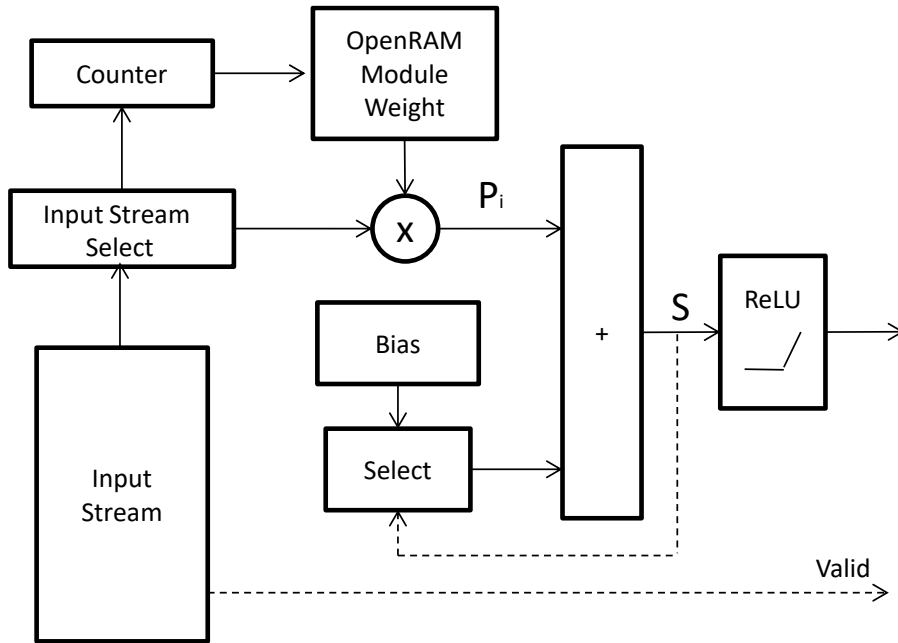 OpenRAM
Module
Weight
Counter
Input Stream
Select
x
Pi
Bias
+
S
ReLU
Select
Input
Stream
Valid